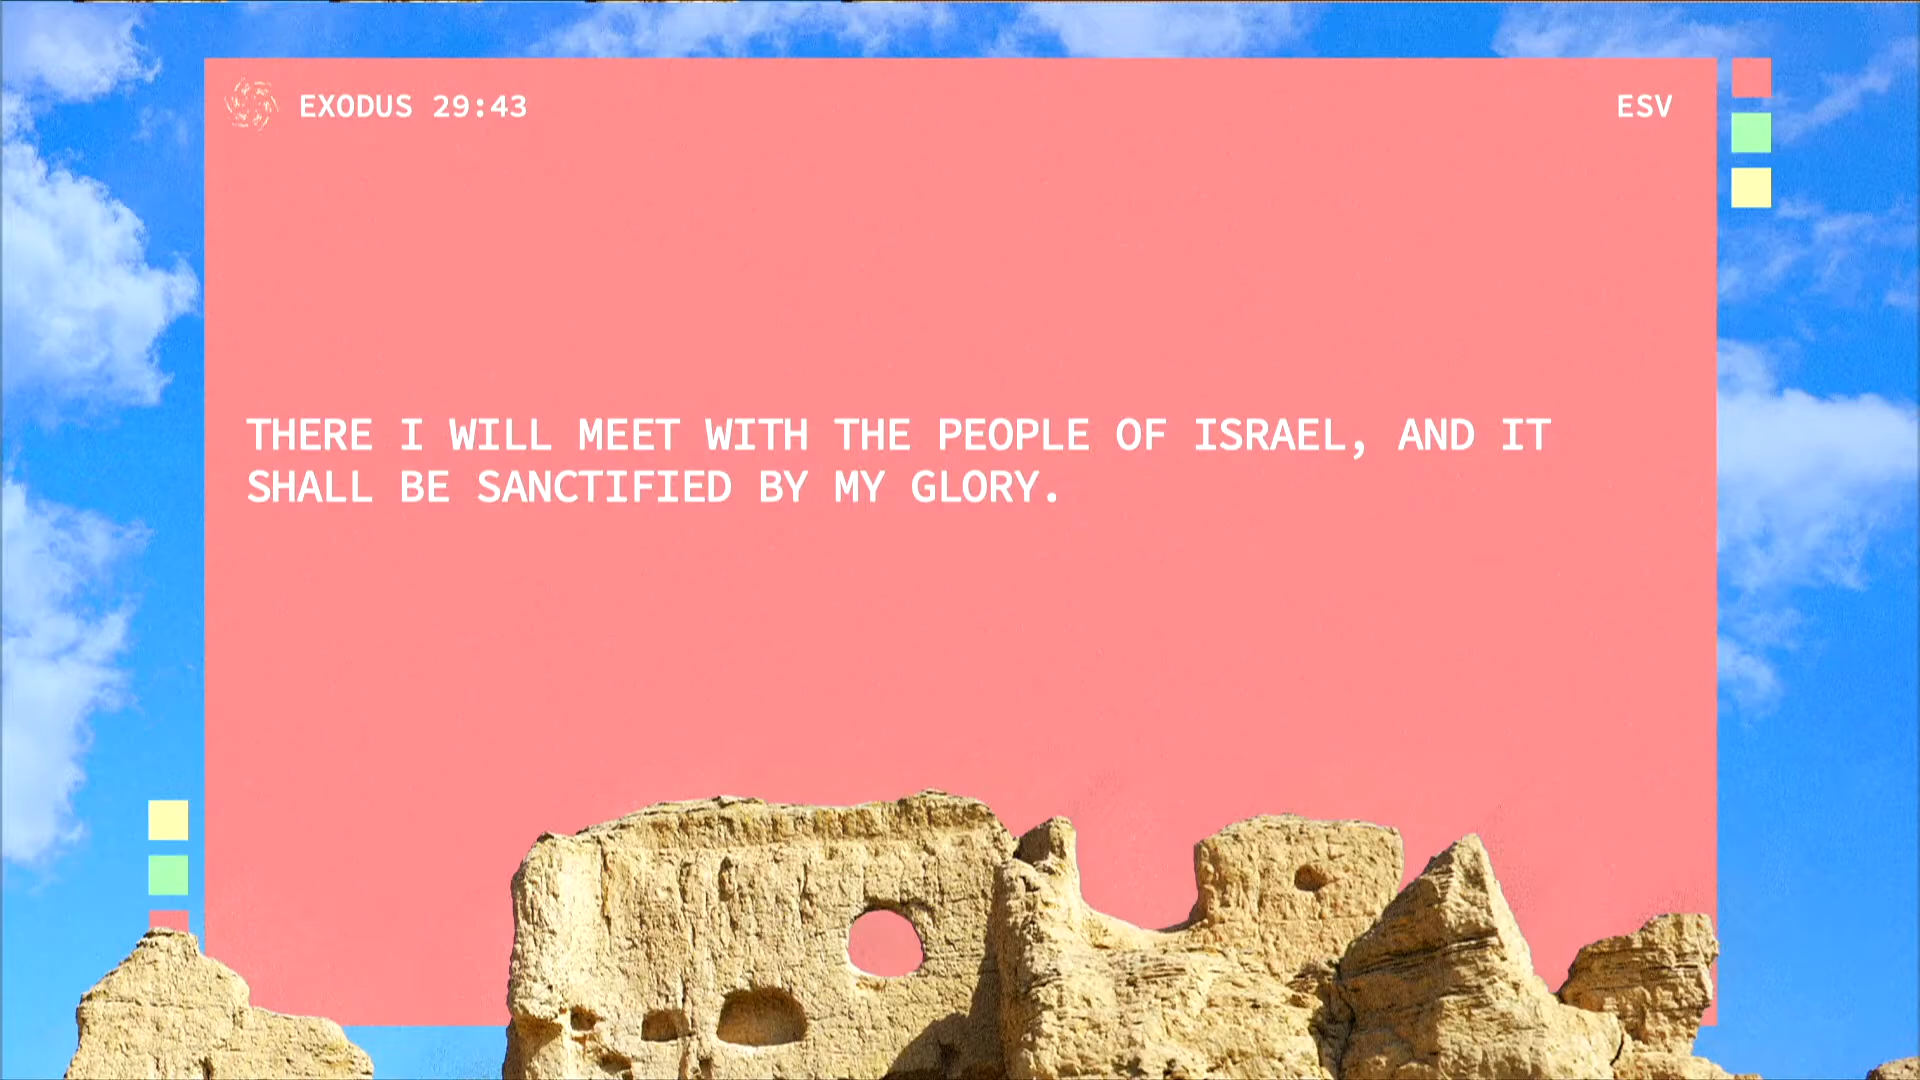 EXODUS 29:43
ESV
THERE I WILL MEET WITH THE PEOPLE OF ISRAEL, AND IT
SHALL BE SANCTIFIED BY MY GLORY.